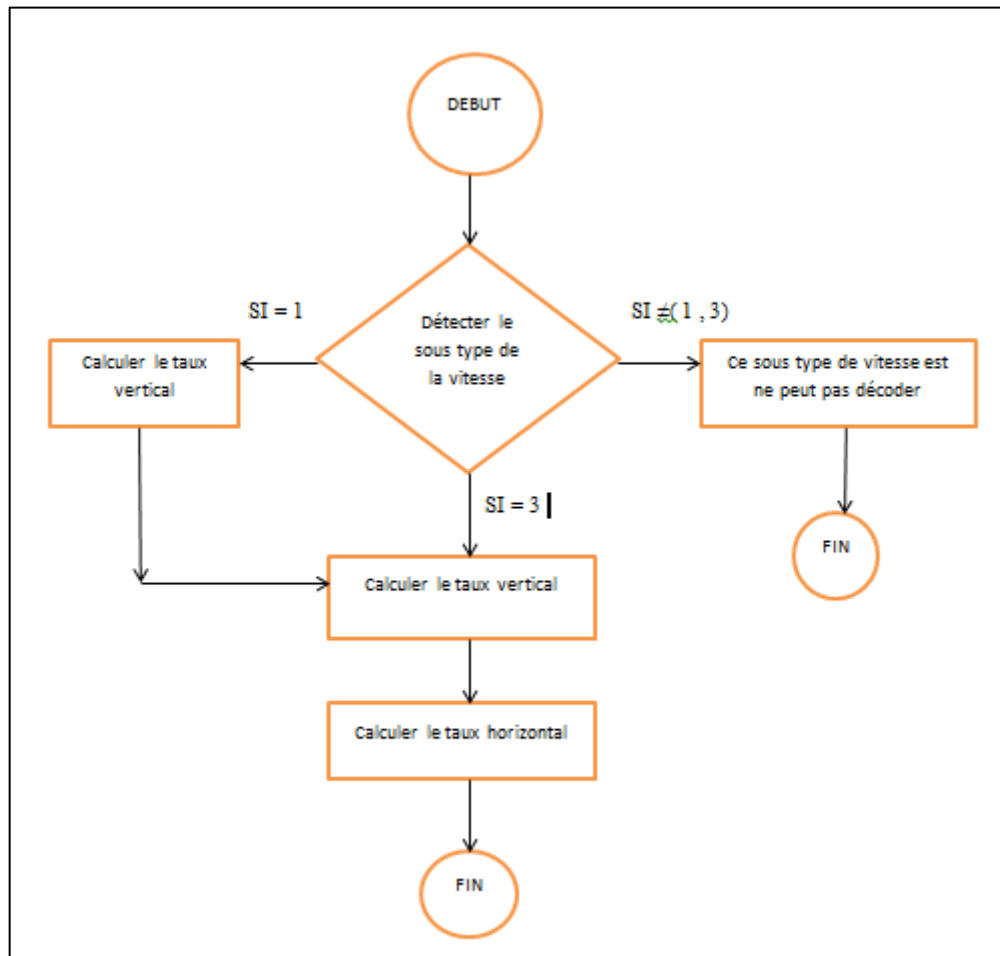 DEBUT
SI = 1
Détecter le
sous type de
la vitesse
SI ≠( 1 , 3)
Calculer le taux
vertical
Ce sous type de vitesse est
ne peut pas décoder
SI = 3
FIN
Calculer le taux vertical
Calculer le taux horizontal
FIN